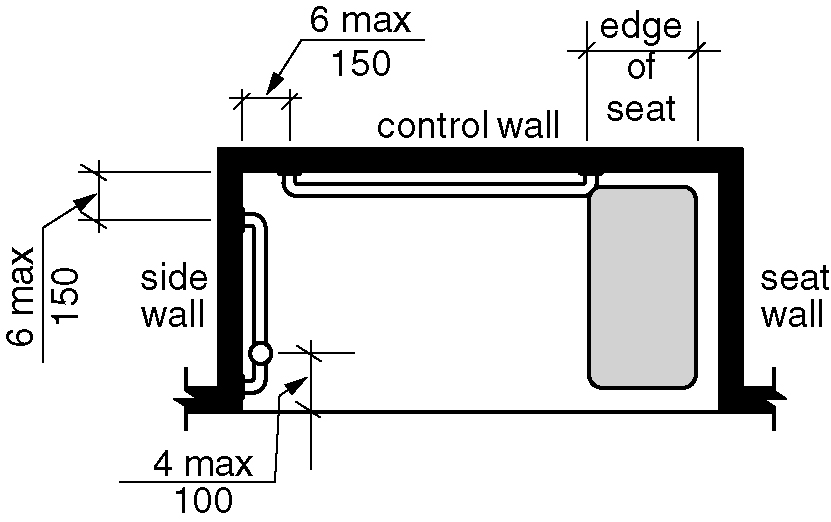 6 max
150
edge
of
seat
control wall
6 max
150
side
wall
seat
wall
4 max
100